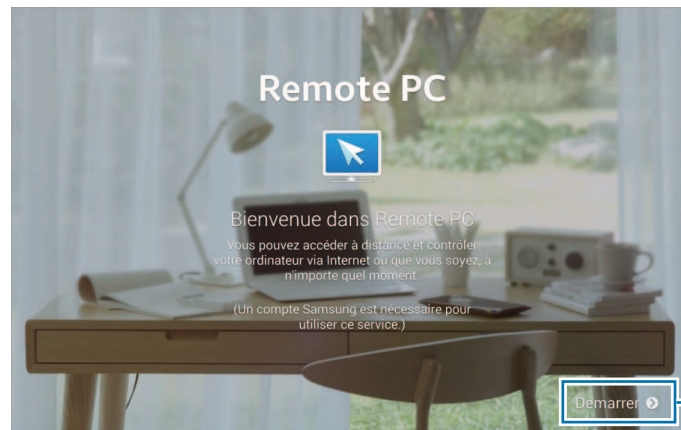 Remote PC
Bienvenue dans Remote PC
Vous pouvez accéder à distance et contrôler
votre ordinateur via Internet où que vous soyez, à
n'importe quel moment.
(Un compte Samsung est nécessaire pour
utiliser ce service.)
Demarrer